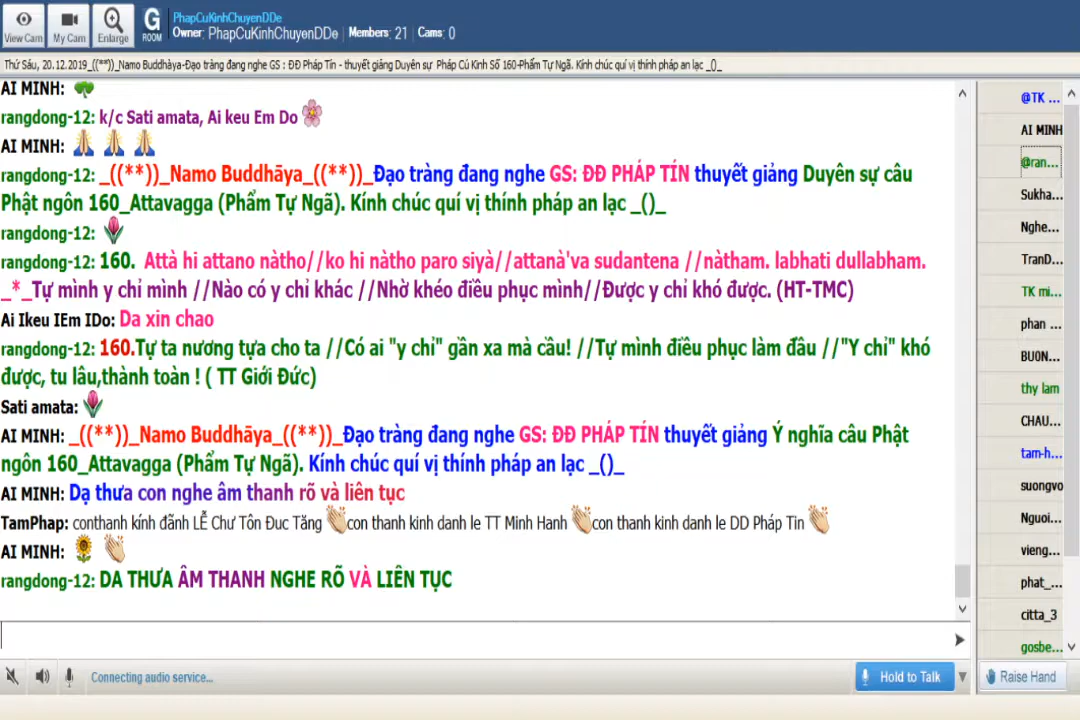 View Cam
My Cam
Enlarge
G
ROOM
PhapCuKinhChuyenDDe
Owner: PhapCuKinhChuyenDDe Members: 21 Cams: 0
Thứ Sáu, 20.12.2019_((**))_Namo Buddhàya-Đạo tràng đang nghe GS : ĐĐ Pháp Tín - thuyết giảng Duyên sự Pháp Cú Kinh Số 160-Phẩm Tự Ngã. Kính chúc quí vị thính pháp an lạc _()_
AI MINH:
rangdong-12: k/c Sati amata, Ai keu Em Do
AI MINH:
rangdong-12: _((**))_Namo Buddhāya_((**))_Đạo tràng đang nghe GS: ĐĐ PHÁP TÍN thuyết giảng Duyên sự câu
Phật ngôn 160_Attavagga (Phẩm Tự Ngã). Kính chúc quí vị thính pháp an lạc _()_
rangdong-12:
rangdong-12: 160. Attà hi attano nàtho//ko hi nàtho paro siyà//attanà'va sudantena //nàtham. labhati dullabham.
_*_Tự mình y chỉ mình //Nào có y chỉ khác //Nhờ khéo điều phục mình//Được y chỉ khó được. (HT-TMC)
Ai Ikeu IEm IDo: Da xin chao
rangdong-12: 160.Tự ta nương tựa cho ta //Có ai "y chỉ" gần xa mà cầu! //Tự mình điều phục làm đầu //"Y chỉ" khó
được, tu lâu,thành toàn ! ( TT Giới Đức)
Sati amata:
AI MINH: _((**))_Namo Buddhāya_((**))_Đạo tràng đang nghe GS: ĐĐ PHÁP TÍN thuyết giảng Ý nghĩa câu Phật
ngôn 160_Attavagga (Phẩm Tự Ngã). Kính chúc quí vị thính pháp an lạc _()_
AI MINH: Dạ thưa con nghe âm thanh rõ và liên tục
TamPhap: conthanh kính đãnh LỄ Chư Tôn Đuc Tăng con thanh kinh danh le TT Minh Hanh con thanh kinh danh le DD Pháp Tin
AI MINH:
rangdong-12: DA THƯA ÂM THANH NGHE RÕ VÀ LIÊN TỤC
@TK ...
AI MINH
@ran...
Sukha...
Nghe...
TranD...
TK mi...
phan ...
BUON...
thy lam
CHAU...
tam-h...
suongvo
Nguoi...
vieng...
phat_...
citta_3
gosbe...
Connecting audio service...
Hold to Talk
Raise Hand